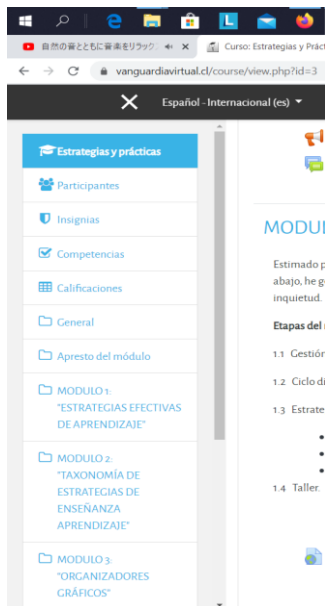 自然の音とともに音楽をリラック
Curso: Estrategias y Práct
vanguardiavirtual.cl/course/view.php?id=3
Español - Internacional (es)
Estrategias y prácticas
Participantes
Insignias
Competencias
Calificaciones
General
Apresto del módulo
MODULO 1:
"ESTRATEGIAS EFECTIVAS
DE APRENDIZAJE"
MODULO 2:
"TAXONOMÍA DE
ESTRATEGIAS DE
ENSEÑANZA
APRENDIZAJE"
MODULO 3:
"ORGANIZADORES
GRÁFICOS"
MODUL
Estimado p
abajo, he g
inquietud.
Etapas del
1.1 Gestión
1.2 Ciclo di
1.3 Estrate
1.4 Taller.